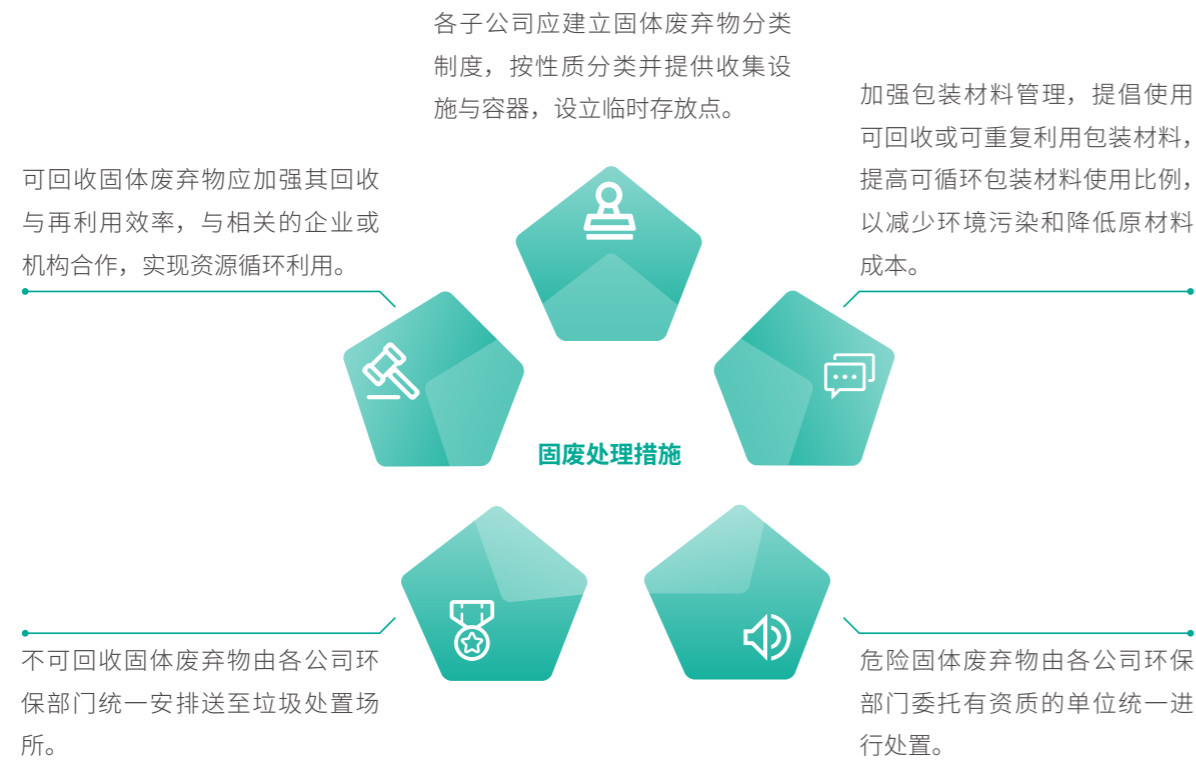 各子公司应建立固体废弃物分类
制度，按性质分类并提供收集设
施与容器，设立临时存放点。
加强包装材料管理，提倡使用
可回收或可重复利用包装材料，
提高可循环包装材料使用比例，
以减少环境污染和降低原材料
成本。
可回收固体废弃物应加强其回收
与再利用效率，与相关的企业或
机构合作，实现资源循环利用。
固废处理措施
不可回收固体废弃物由各公司环
保部门统一安排送至垃圾处置场
所。
危险固体废弃物由各公司环保
部门委托有资质的单位统一进
行处置。